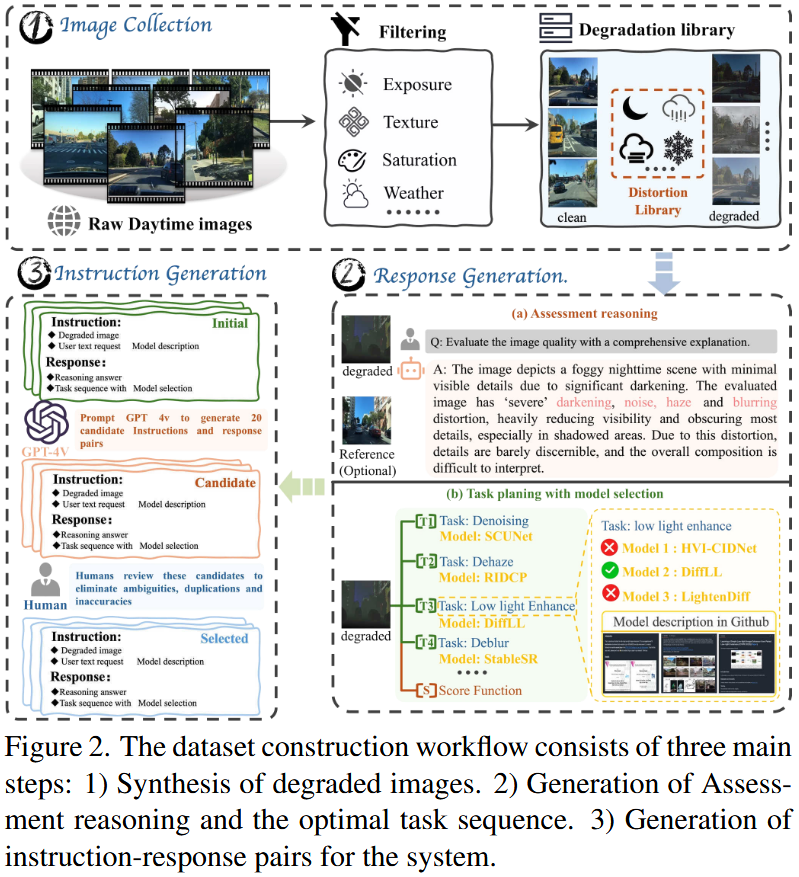 1 Image Collection
Filtering
Degradation library
Exposure
Texture
Saturation
Weather
Raw Daytime images
clean
Distortion
Library
degraded
3 Instruction Generation
Instruction:
Initial
Degraded image
User text request Model description
Response:
Reasoning answer
Task sequence with Model selection
GPT-4V
Prompt GPT 4v to generate 20
candidate Instructions and response
pairs
Instruction:
Candidate
Degraded image
User text request Model description
Response:
Reasoning answer
Task sequence with Model selection
Human
Humans review these candidates to
eliminate ambiguities, duplications and
inaccuracies
Instruction:
Selected
Degraded image
User text request Model description
Response:
Reasoning answer
Task sequence with Model selection
2 Response Generation.
(a) Assessment reasoning
degraded
Reference
(Optional)
Q: Evaluate the image quality with a comprehensive explanation.
A: The image depicts a foggy nighttime scene with minimal
visible details due to significant darkening. The evaluated
image has ‘severe’ darkening, noise, haze and blurring
distortion, heavily reducing visibility and obscuring most
details, especially in shadowed areas. Due to this distortion,
details are barely discernible, and the overall composition is
difficult to interpret.
(b) Task planing with model selection
degraded
[T1] Task: Denoising
Model: SCUNet
[T2] Task: Dehaze
Model: RIDCP
[T3] Task: Low light Enhance
Model: DiffLL
[T4] Task: Deblur
Model: StableSR
[S] Score Function
Task: low light enhance
Model 1 : HVI-CIDNet
Model 2 : DiffLL
Model 3 : LightenDiff
Model description in Github
Figure 2. The dataset construction workflow consists of three main
steps: 1) Synthesis of degraded images. 2) Generation of Assess-
ment reasoning and the optimal task sequence. 3) Generation of
instruction-response pairs for the system.